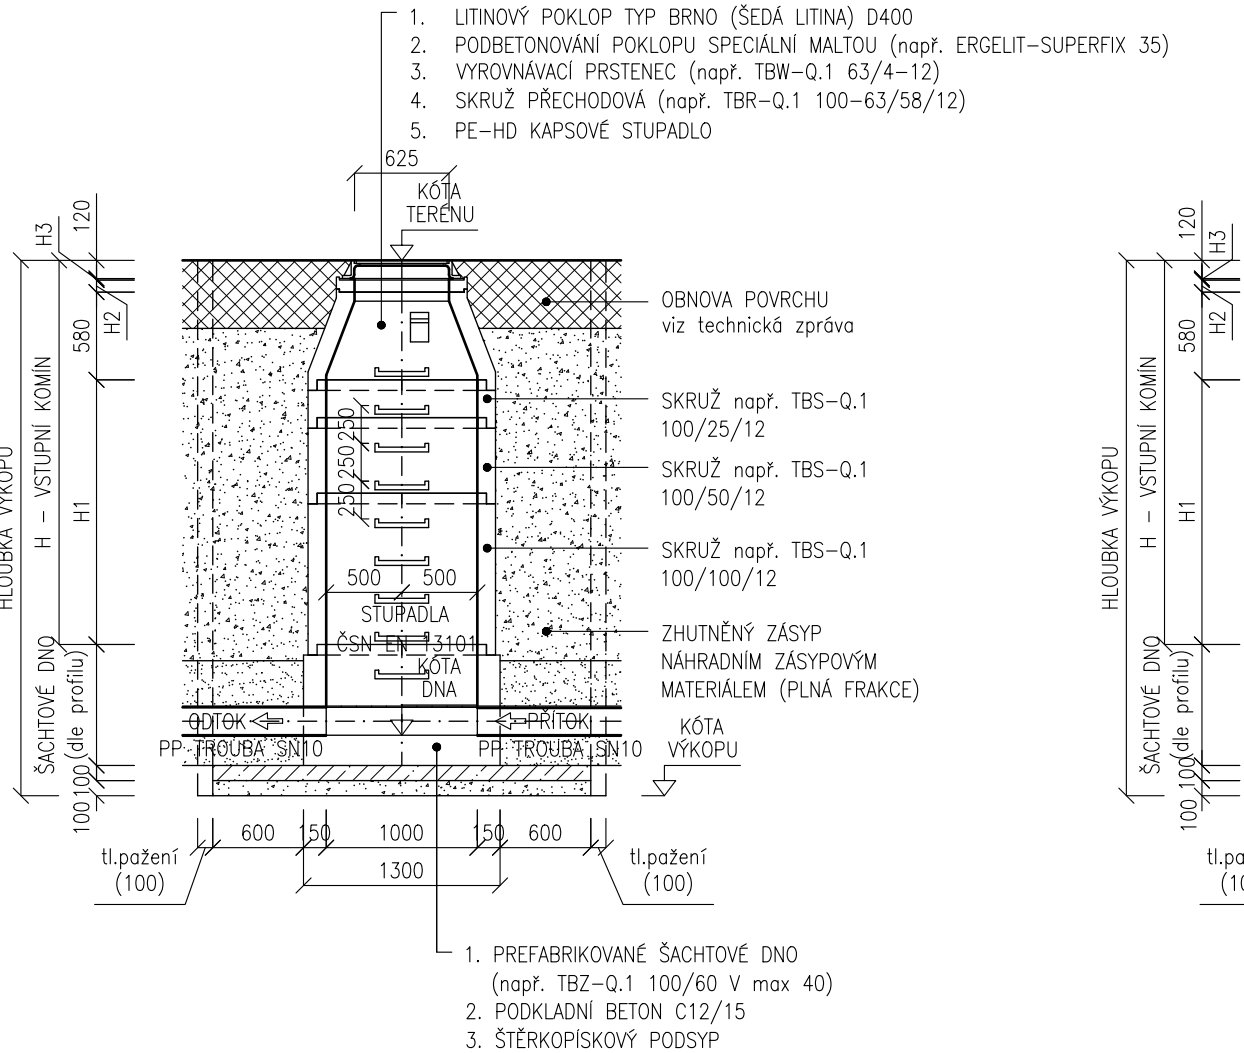 1. LITINOVÝ POKLOP TYP BRNO (ŠEDÁ LITINA) D400
2. PODBETONOVÁNÍ POKLOPU SPECIÁLNÍ MALTOU (např. ERGELIT-SUPERFIX 35)
3. VYROVNÁVACÍ PRSTENEC (např. TBW-Q.1 63/4-12)
4. SKRUŽ PŘECHODOVÁ (např. TBR-Q.1 100-63/58/12)
5. PE-HD KAPSOVÉ STUPADLO
625
KÓTA
TERÉNU
120
H3
H2
580
H1
H - VSTUPNÍ KOMÍN
HLOUBKA VÝKOPU
ŠACHTOVÉ DNO
(dle profilu)
100
100
OBNOVA POVRCHU
viz technická zpráva
SKRUŽ např. TBS-Q.1
100/25/12
SKRUŽ např. TBS-Q.1
100/50/12
SKRUŽ např. TBS-Q.1
100/100/12
250
250
250
500 500
STUPADLA
ČSN EN 13101
KÓTA
DNA
ZHUTNĚNÝ ZÁSYP
NÁHRADNÍM ZÁSYPOVÝM
MATERIÁLEM (PLNÁ FRAKCE)
ODTOK
PŘÍTOK
PP TROUBA SN10
PP TROUBA SN10
KÓTA
VÝKOPU
600 150 1000 150 600
1300
tl.pažení
(100)
tl.pažení
(100)
1. PREFABRIKOVANÉ ŠACHTOVÉ DNO
(např. TBZ-Q.1 100/60 V max 40)
2. PODKLADNÍ BETON C12/15
3. ŠTĚRKOPÍSKOVÝ PODSYP
120
H3
H2
580
H1
H - VSTUPNÍ KOMÍN
HLOUBKA VÝKOPU
ŠACHTOVÉ DNO
(dle profilu)
100
100
tl.pa
(10